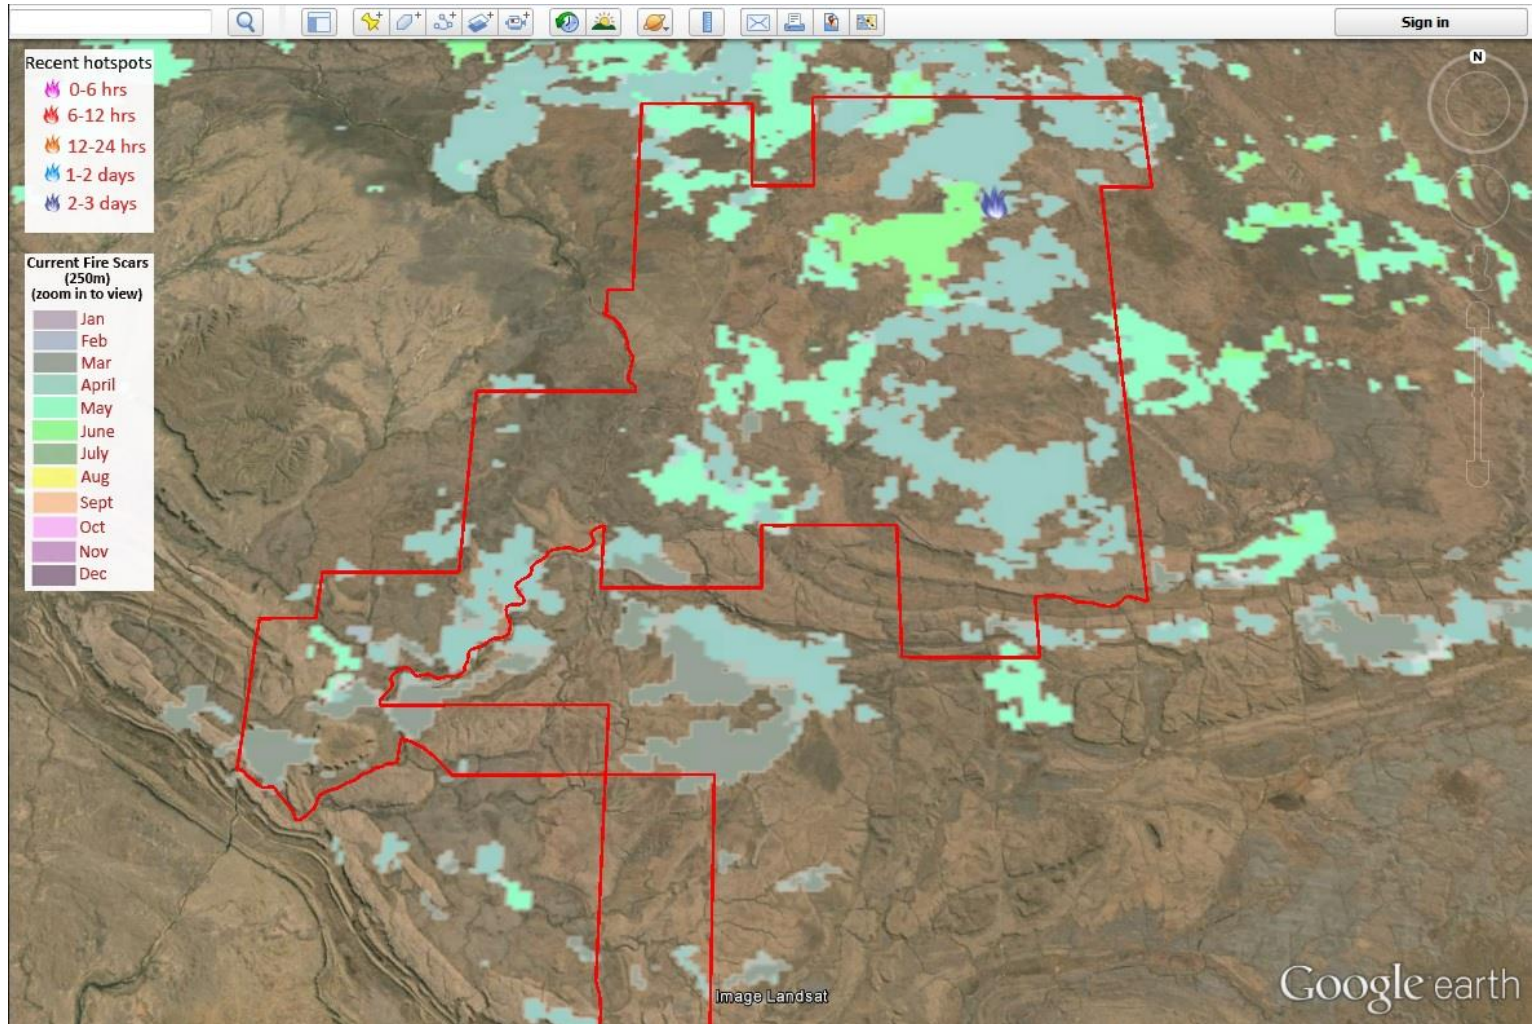 Sign in
N
Recent hotspots
0-6 hrs
6-12 hrs
12-24 hrs
1-2 days
2-3 days
Current Fire Scars
(250m)
(zoom in to view)
Jan
Feb
Mar
April
May
June
July
Aug
Sept
Oct
Nov
Dec
Image Landsat
Google earth